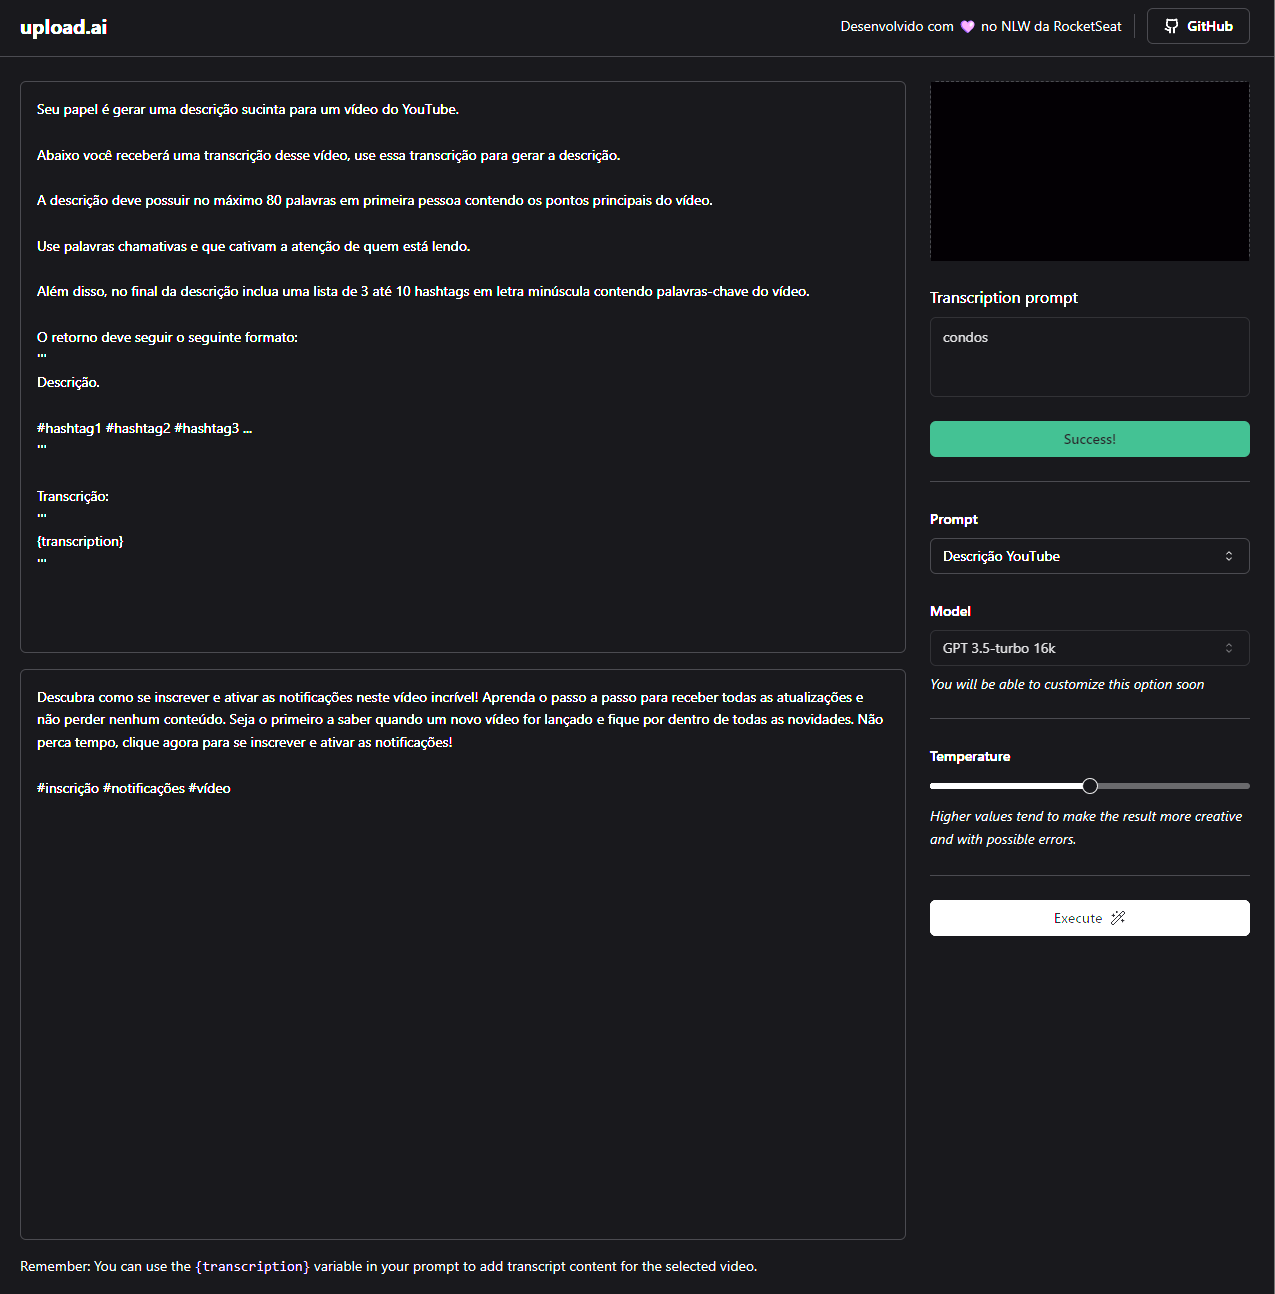 upload.ai
Desenvolvido com 💜 no NLW da RocketSeat
GitHub
Seu papel é gerar uma descrição sucinta para um vídeo do YouTube.
Abaixo você receberá uma transcrição desse vídeo, use essa transcrição para gerar a descrição.
A descrição deve possuir no máximo 80 palavras em primeira pessoa contendo os pontos principais do vídeo.
Use palavras chamativas e que cativam a atenção de quem está lendo.
Além disso, no final da descrição inclua uma lista de 3 até 10 hashtags em letra minúscula contendo palavras-chave do vídeo.
O retorno deve seguir o seguinte formato:
'''
Descrição.
#hashtag1 #hashtag2 #hashtag3 ...
'''
Transcrição:
'''
{transcription}
'''
Descubra como se inscrever e ativar as notificações neste vídeo incrível! Aprenda o passo a passo para receber todas as atualizações e
não perder nenhum conteúdo. Seja o primeiro a saber quando um novo vídeo for lançado e fique por dentro de todas as novidades. Não
perca tempo, clique agora para se inscrever e ativar as notificações!
#inscrição #notificações #vídeo
Remember: You can use the {transcription} variable in your prompt to add transcript content for the selected video.
Transcription prompt
condos
Success!
Prompt
Descrição YouTube
Model
GPT 3.5-turbo 16k
You will be able to customize this option soon
Temperature
Higher values tend to make the result more creative
and with possible errors.
Execute